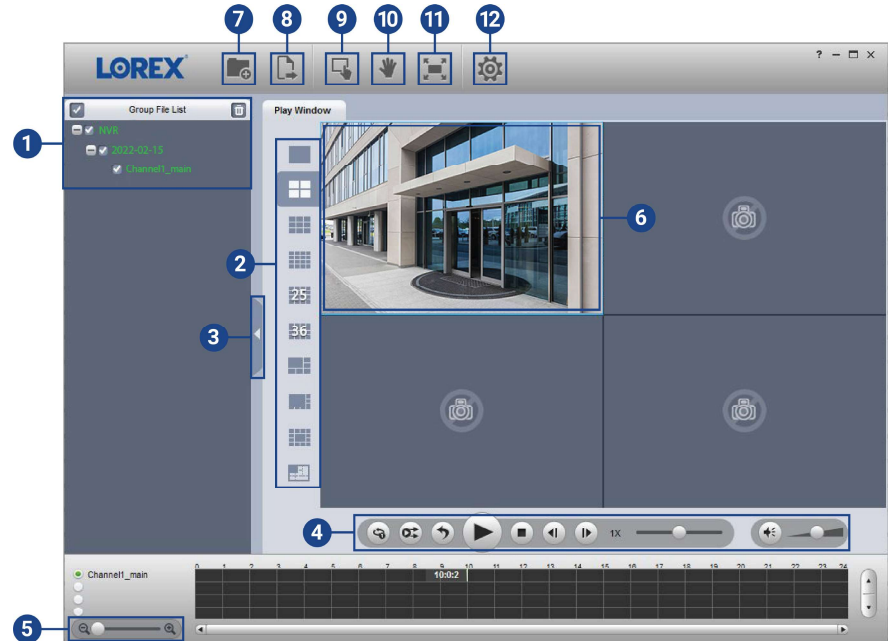 7 8 9 10 11 12
LOREX
? – □ X
Group File List
Play Window
1
NVR
2022-02-15
Channel1_main
6
2
25
3
36
4
1X
0 1 2 3 4 5 6 7 8 9 10 11 12 13 14 15 16 17 18 19 20 21 22 23 24
Channel1_main
10:0:2
5